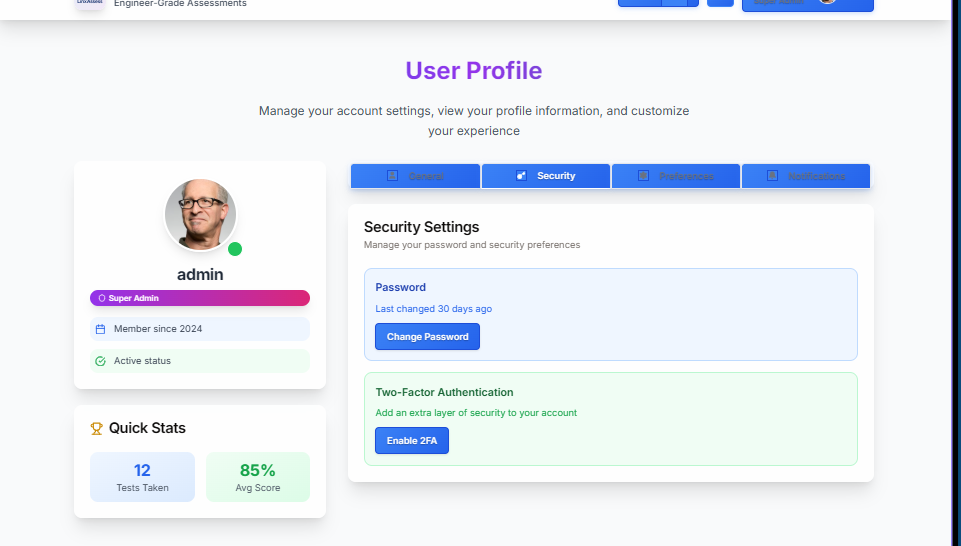 Engineer-Grade Assessments
Super Admin
User Profile
Manage your account settings, view your profile information, and customize
your experience
General
Security
Preferences
Notifications
admin
Super Admin
Member since 2024
Active status
Quick Stats
12
Tests Taken
85%
Avg Score
Security Settings
Manage your password and security preferences
Password
Last changed 30 days ago
Change Password
Two-Factor Authentication
Add an extra layer of security to your account
Enable 2FA